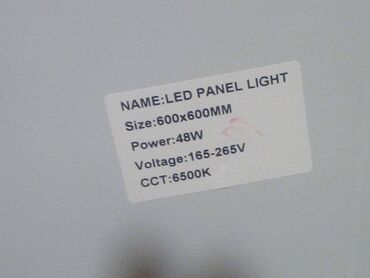 NAME:LED PANEL LIGHT
Size:600x600MM
Power:48W
Voltage:165-265V
CCT:6500K